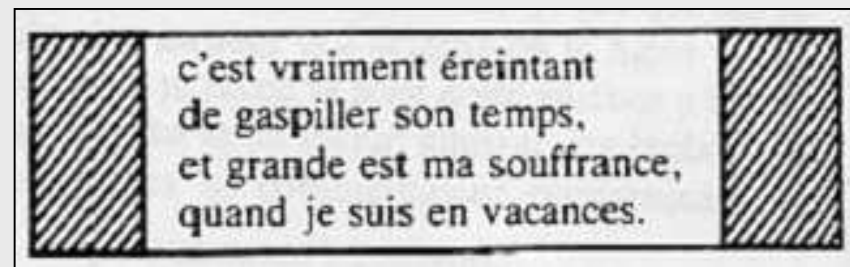 c'est vraiment éreintant
de gaspiller son temps,
et grande est ma souffrance,
quand je suis en vacances.